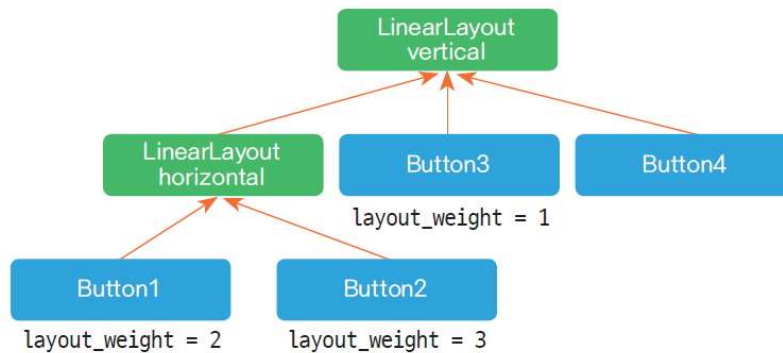 LinearLayout
vertical
LinearLayout
horizontal
Button3
Button4
layout_weight = 1
Button1
Button2
layout_weight = 2
layout_weight = 3